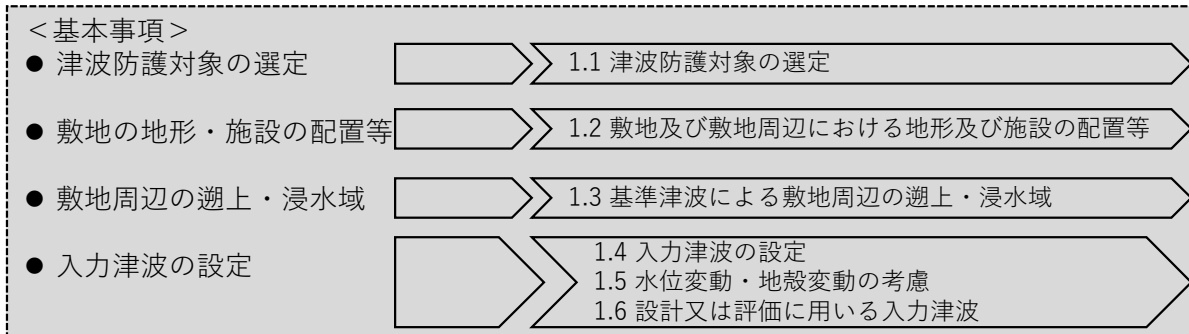 ＜基本事項＞
● 津波防護対象の選定
1.1 津波防護対象の選定
● 敷地の地形・施設の配置等
1.2 敷地及び敷地周辺における地形及び施設の配置等
● 敷地周辺の遡上・浸水域
1.3 基準津波による敷地周辺の遡上・浸水域
● 入力津波の設定
1.4 入力津波の設定
1.5 水位変動・地殻変動の考慮
1.6 設計又は評価に用いる入力津波